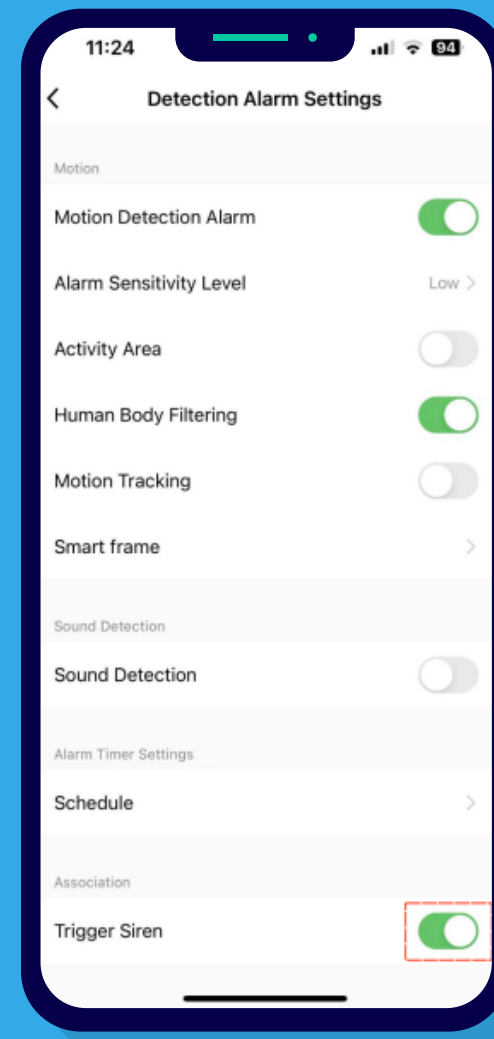 11:24
94
Detection Alarm Settings
Motion
Motion Detection Alarm
Alarm Sensitivity Level Low
Activity Area
Human Body Filtering
Motion Tracking
Smart frame
Sound Detection
Sound Detection
Alarm Timer Settings
Schedule
Association
Trigger Siren